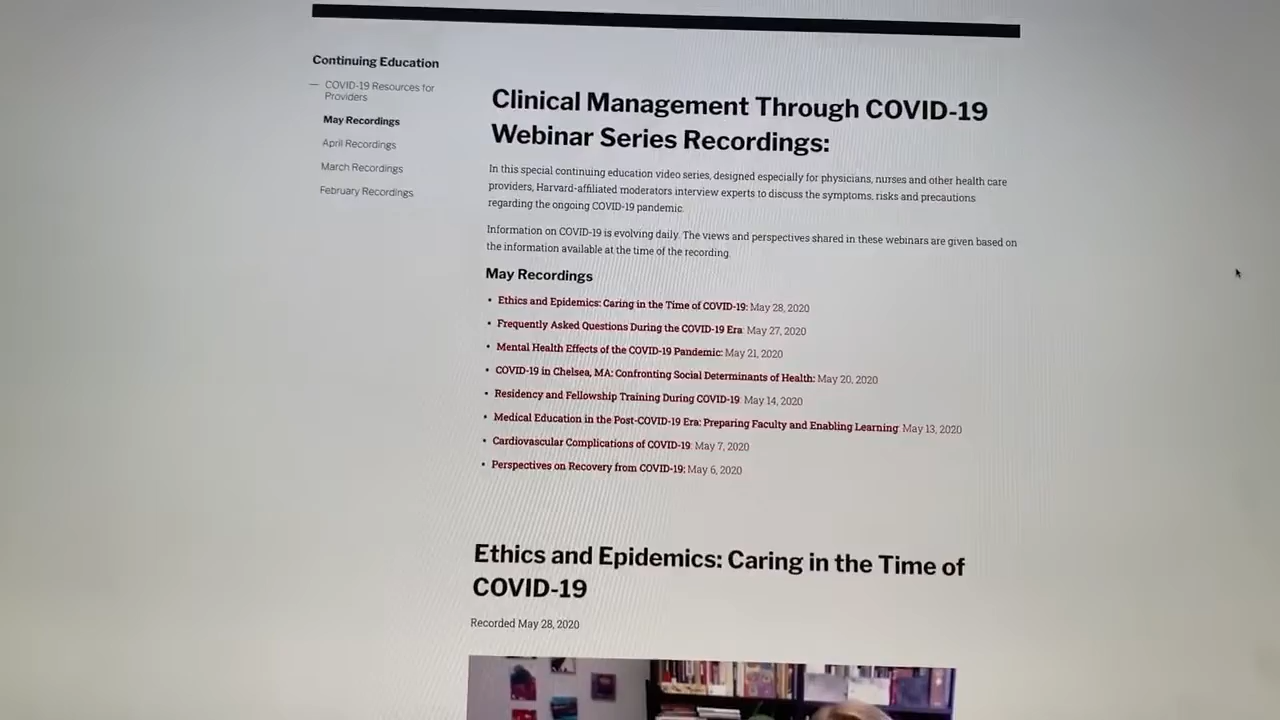 Continuing Education
— COVID-19 Resources for
Providers
May Recordings
April Recordings
March Recordings
February Recordings
Clinical Management Through COVID-19
Webinar Series Recordings:
In this special continuing education video series, designed especially for physicians, nurses and other health care
providers, Harvard-affiliated moderators interview experts to discuss the symptoms, risks and precautions
regarding the ongoing COVID-19 pandemic.
Information on COVID-19 is evolving daily. The views and perspectives shared in these webinars are given based on
the information available at the time of the recording.
May Recordings
• Ethics and Epidemics: Caring in the Time of COVID-19: May 28, 2020
• Frequently Asked Questions During the COVID-19 Era: May 27, 2020
• Mental Health Effects of the COVID-19 Pandemic: May 21, 2020
• COVID-19 in Chelsea, MA: Confronting Social Determinants of Health: May 20, 2020
• Residency and Fellowship Training During COVID-19: May 14, 2020
• Medical Education in the Post-COVID-19 Era: Preparing Faculty and Enabling Learning: May 13, 2020
• Cardiovascular Complications of COVID-19: May 7, 2020
• Perspectives on Recovery from COVID-19: May 6, 2020
Ethics and Epidemics: Caring in the Time of
COVID-19
Recorded May 28, 2020